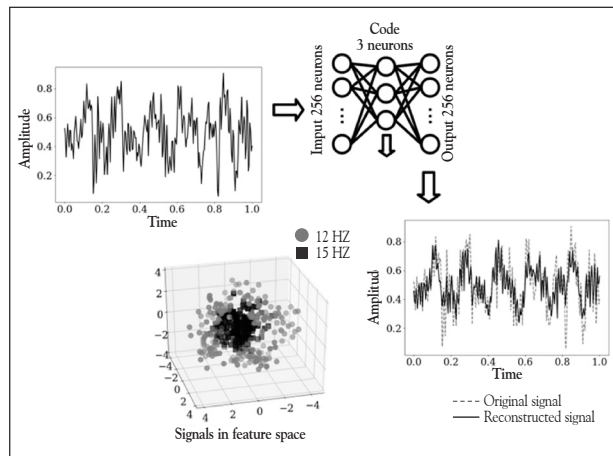 Code
3 neurons
Imput 256 neurons
Output 256 neurons
Amplitude
0.8
0.6
0.4
0.2
0.0 0.2 0.4 0.6 0.8 1.0
Time
12 HZ
15 HZ
4
2
0
−2
−4
−4
−2
0
2
4
4 2 0 −2 −4
Signals in feature space
Amplitud
0.8
0.6
0.4
0.2
0.0 0.2 0.4 0.6 0.8 1.0
Time
Original signal
Reconstructed signal